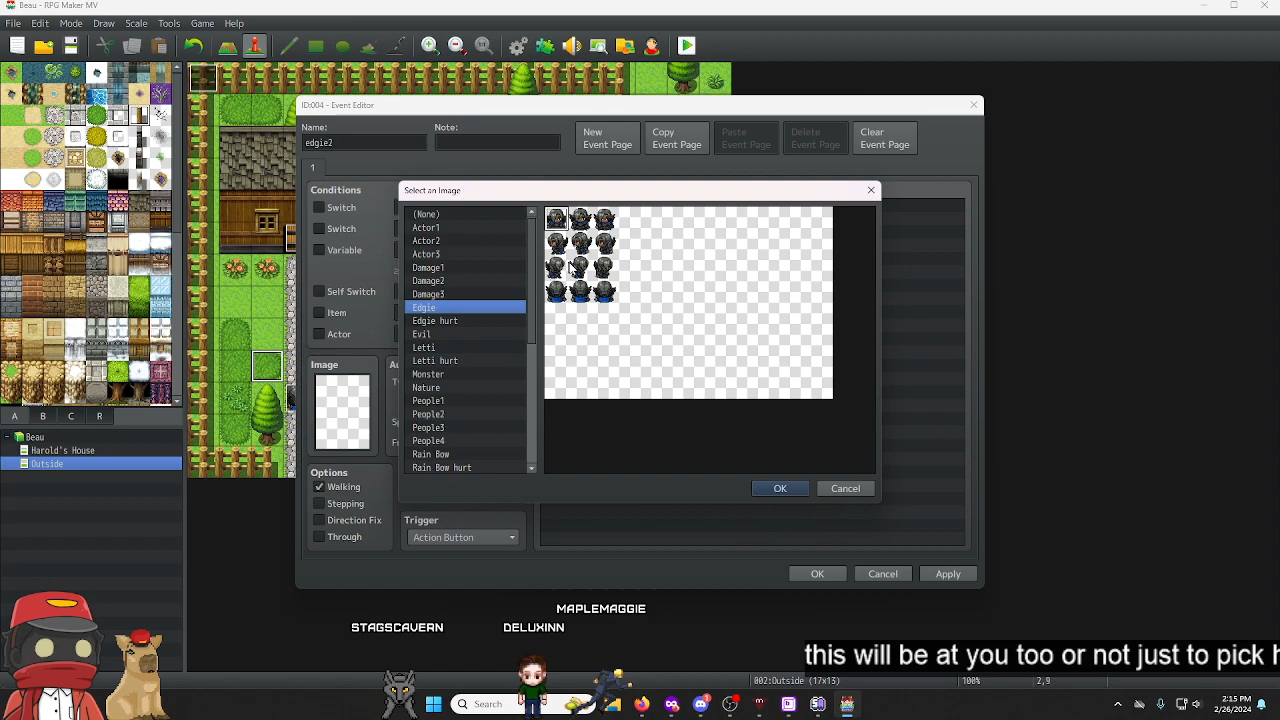 Beau - RPG Maker MV
File Edit Mode Draw Scale Tools Game Help
ID:004 - Event Editor
Name:
Note:
edgie2
New Event Page
Copy Event Page
Paste Event Page
Delete Event Page
Clear Event Page
1
Conditions
Switch
Switch
Variable
Self Switch
Item
Actor
Select an Image
(None)
Actor1
Actor2
Actor3
Damage1
Damage2
Damage3
Edgie
Edgie hurt
Evil
Letti
Letti hurt
Monster
Nature
People1
People2
People3
People4
Rain Bow
Rain Bow hurt
OK Cancel
Image
Options
Walking
Stepping
Direction Fix
Through
Trigger
Action Button
OK Cancel Apply
A B C R
Beau
Harold's House
Outside
MAPLEMAGGIE
STAGSCAVERN
DELUXINN
this will be at you too or not just to pick h
002:Outside (17x13) 100% 2,9
Search
2:15 PM
2/26/2024